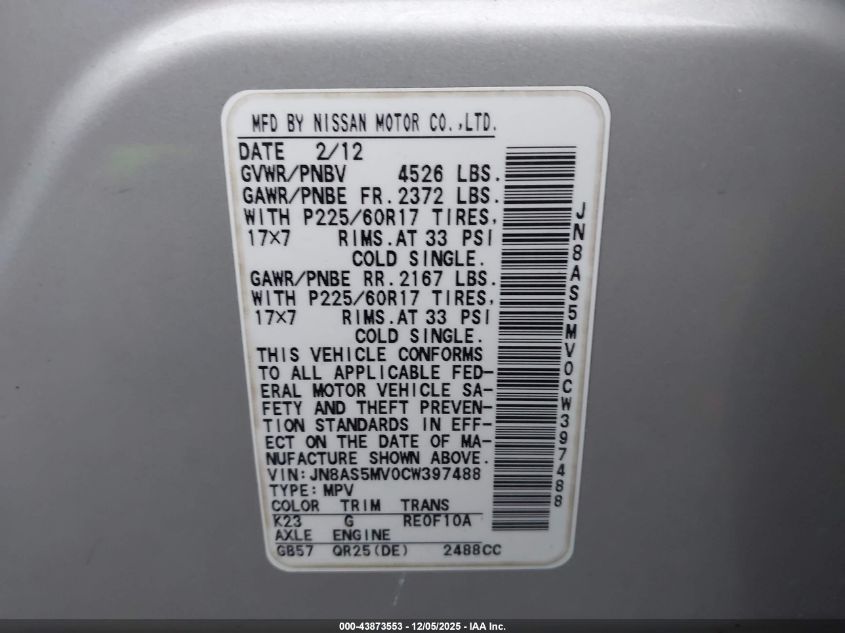 MFD BY NISSAN MOTOR CO.,LTD.
DATE 2/12
GVWR/PNBV 4526 LBS.
GAWR/PNBE FR. 2372 LBS.
WITH P225/60R17 TIRES,
17×7 RIMS. AT 33 PSI
COLD SINGLE.
GAWR/PNBE RR. 2167 LBS.
WITH P225/60R17 TIRES,
17×7 RIMS. AT 33 PSI
COLD SINGLE.
THIS VEHICLE CONFORMS
TO ALL APPLICABLE FED-
ERAL MOTOR VEHICLE SA-
FETY AND THEFT PREVEN-
TION STANDARDS IN EFF-
ECT ON THE DATE OF MA-
NUFACTURE SHOWN ABOVE.
VIN: JN8AS5MV0CW397488
TYPE: MPV
COLOR TRIM TRANS
K23 G RE0F10A
AXLE ENGINE
GB57 QR25(DE) 2488CC
JN8AS5MV0CW397488
000-43873553 - 12/05/2025 - IAA Inc.